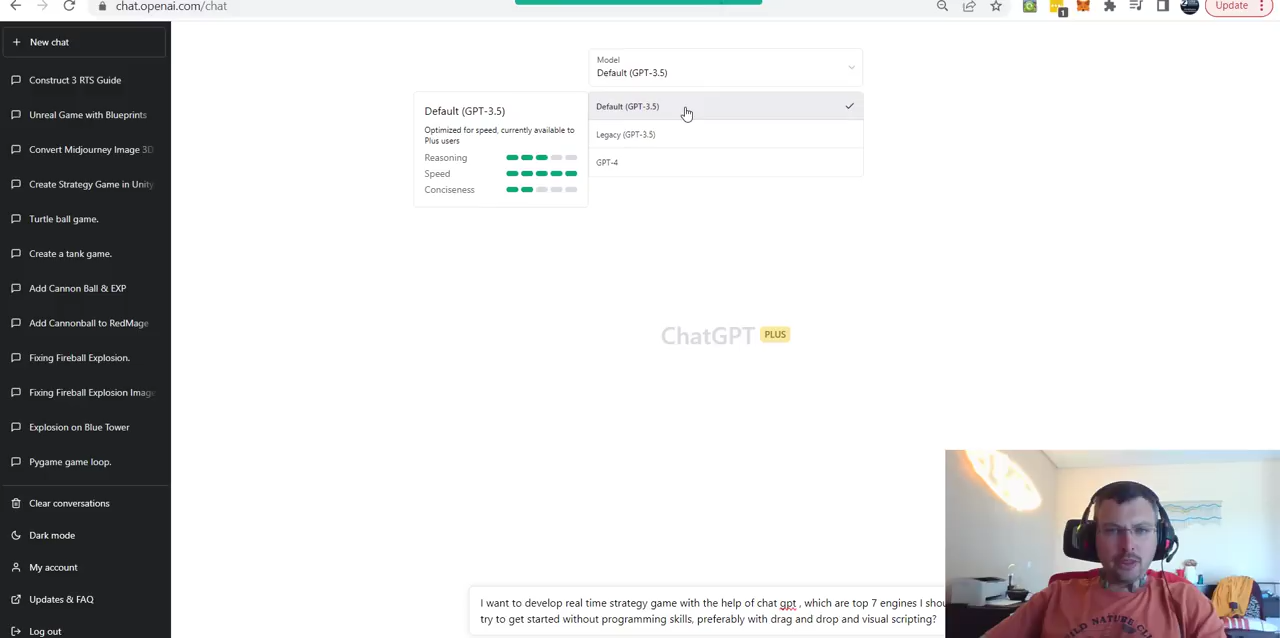 chat.openai.com/chat
1
Update
New chat
Construct 3 RTS Guide
Unreal Game with Blueprints
Convert Midjourney Image 3D
Create Strategy Game in Unity
Turtle ball game.
Create a tank game.
Add Cannon Ball & EXP
Add Cannonball to RedMage
Fixing Fireball Explosion.
Fixing Fireball Explosion Image
Explosion on Blue Tower
Pygame game loop.
Clear conversations
Dark mode
My account
Updates & FAQ
Log out
Model
Default (GPT-3.5)
Default (GPT-3.5)
Legacy (GPT-3.5)
GPT-4
Default (GPT-3.5)
Optimized for speed, currently available to
Plus users
Reasoning
Speed
Conciseness
ChatGPT PLUS
I want to develop real time strategy game with the help of chat gpt , which are top 7 engines I shou
try to get started without programming skills, preferably with drag and drop and visual scripting?